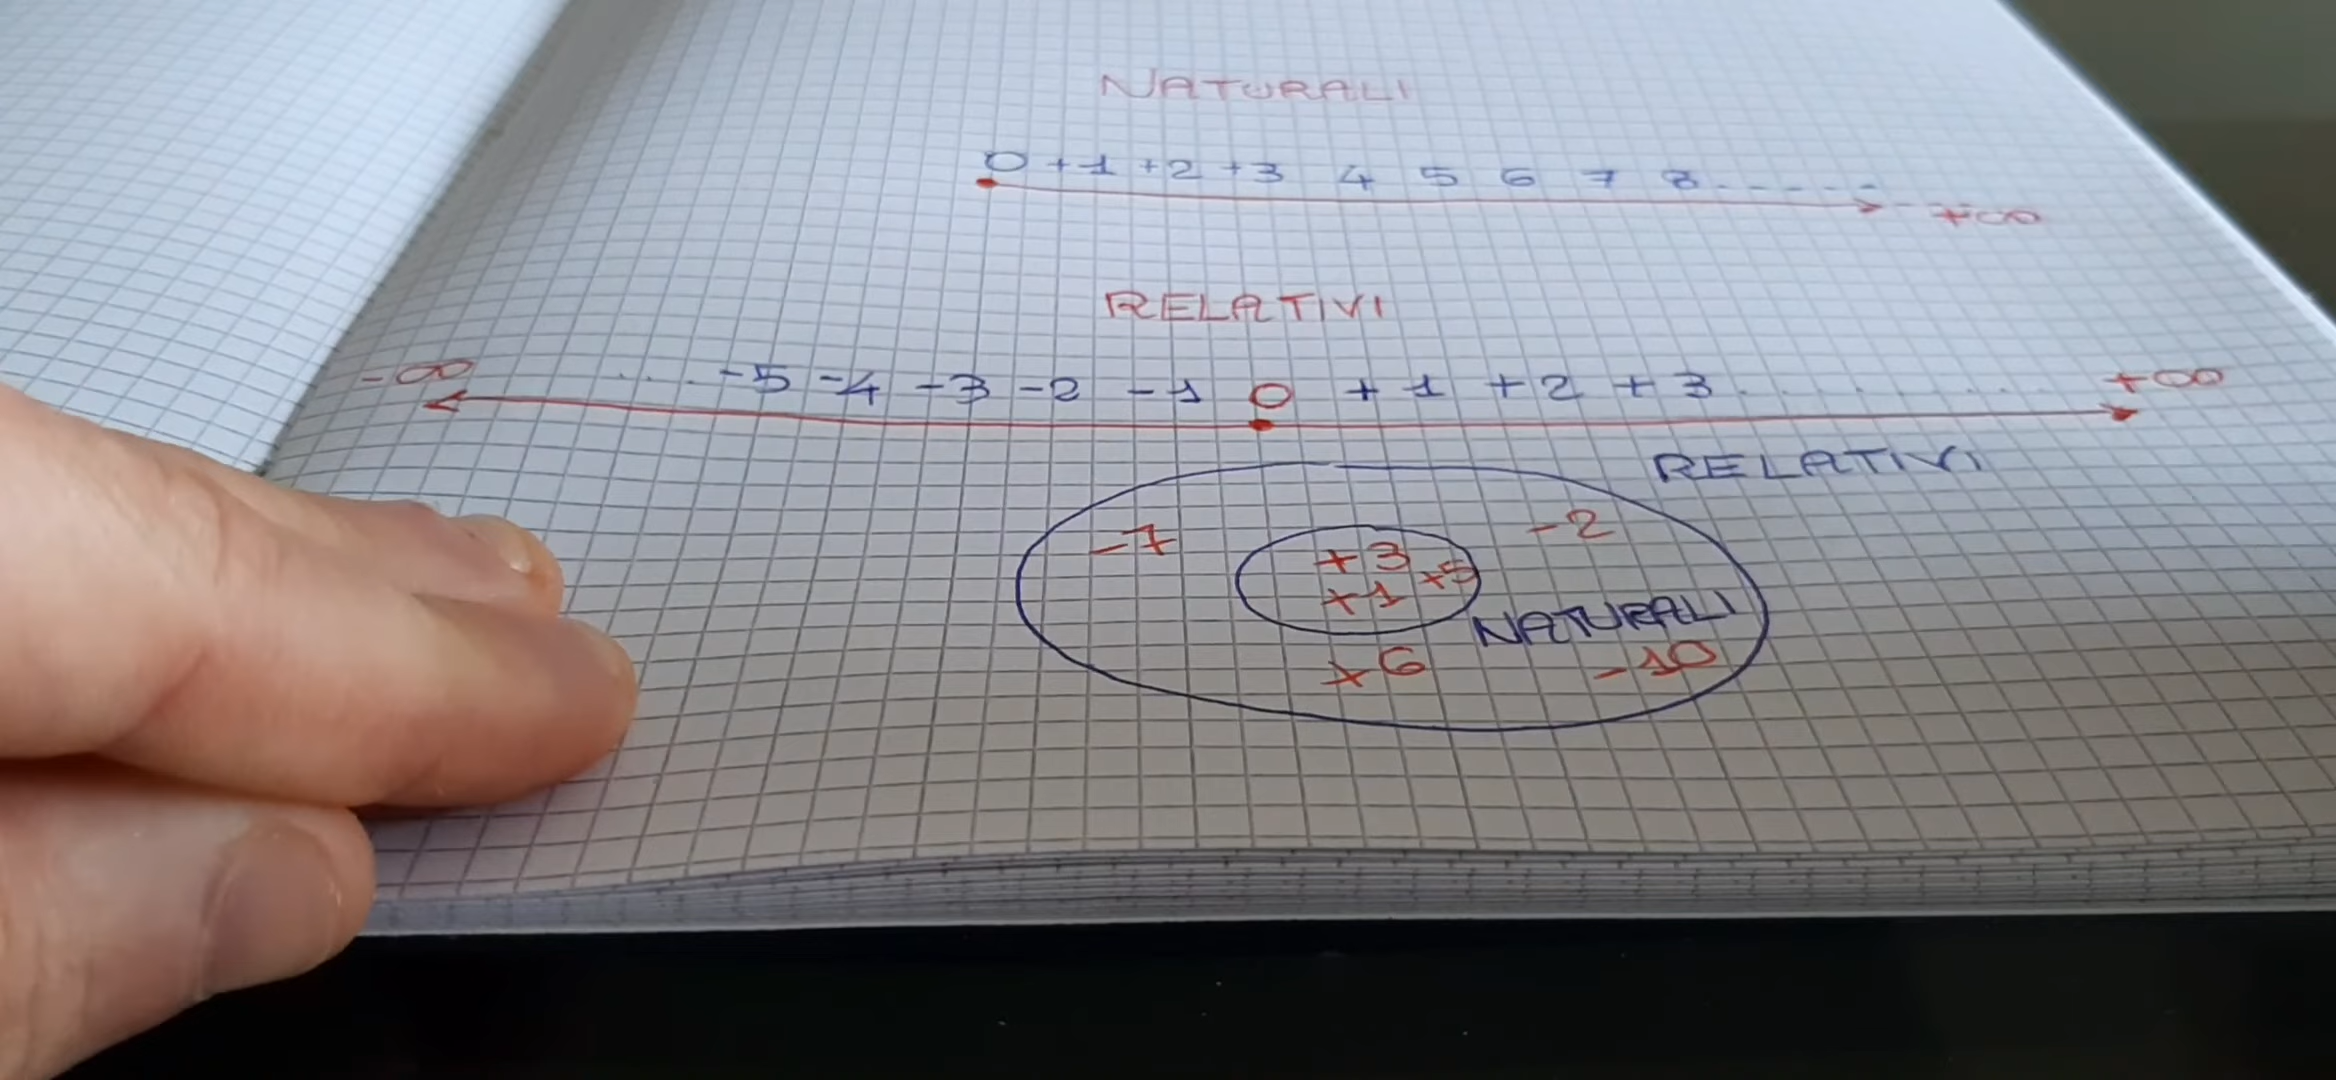 NATURALI
0 +1 +2 +3 4 5 6 7 8 ...... +∞
RELATIVI
-∞ .... -5 -4 -3 -2 -1 0 +1 +2 +3 ........ +∞
RELATIVI
-7 +3 -2
+1 +5
NATURALI
+6 -10